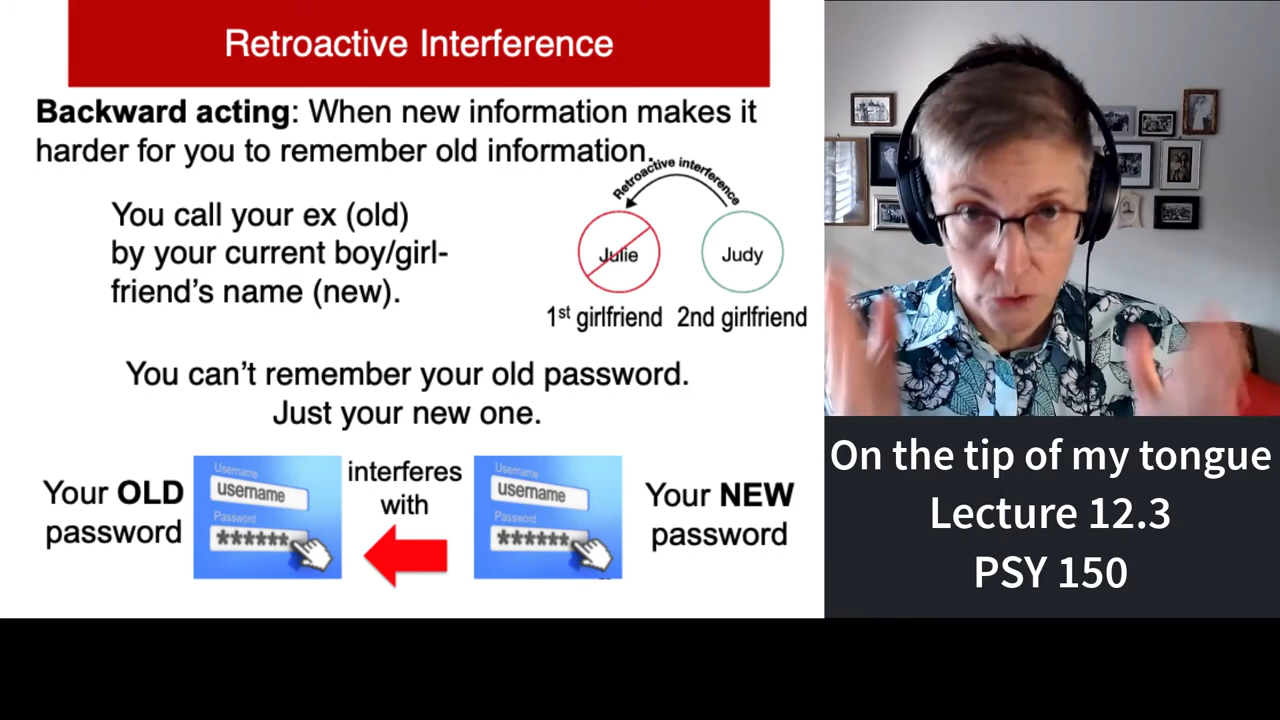 Retroactive Interference
Backward acting: When new information makes it
harder for you to remember old information.
Retroactive interference
You call your ex (old)
by your current boy/girl-
friend's name (new).
Julie
Judy
1st girlfriend
2nd girlfriend
You can't remember your old password.
Just your new one.
Your OLD
password
Username
username
Password
******
interferes
with
Username
username
Password
******
Your NEW
password
On the tip of my tongue
Lecture 12.3
PSY 150